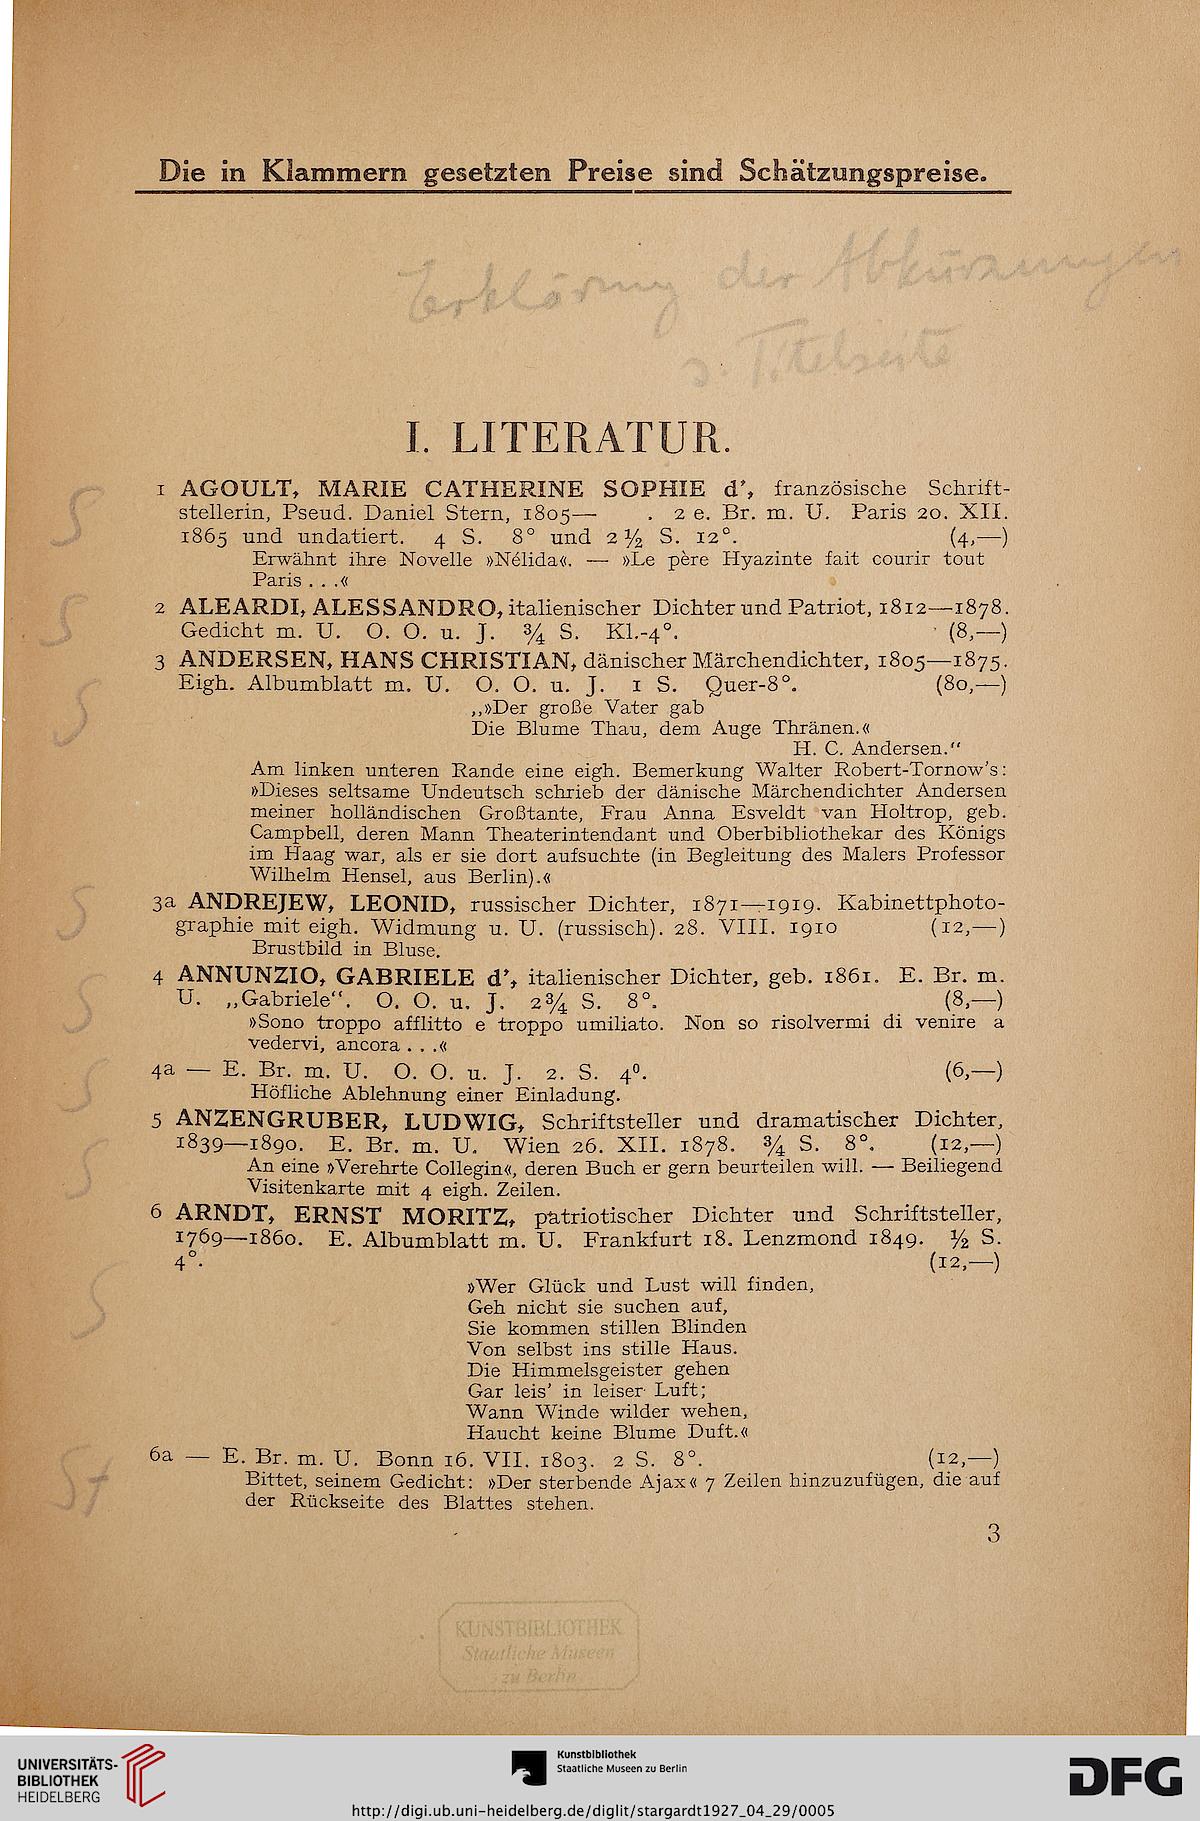 Die in Klammern gesetzten Preise sind Schätzungspreise.
Erklärung der Abkürzungen
s. Titelseite
I. LITERATUR.
S
1 AGOULT, MARIE CATHERINE SOPHIE d', französische Schrift-
stellerin, Pseud. Daniel Stern, 1805— . 2 e. Br. m. U. Paris 20. XII.
1865 und undatiert. 4 S. 8° und 2½ S. 12°. (4,—)
Erwähnt ihre Novelle »Nélida«. — »Le père Hyazinte fait courir tout
Paris . . .«
S
2 ALEARDI, ALESSANDRO, italienischer Dichter und Patriot, 1812—1878.
Gedicht m. U. O. O. u. J. ¾ S. Kl.-4°. (8,—)
S
3 ANDERSEN, HANS CHRISTIAN, dänischer Märchendichter, 1805—1875.
Eigh. Albumblatt m. U. O. O. u. J. 1 S. Quer-8°. (80,—)
„»Der große Vater gab
Die Blume Thau, dem Auge Thränen.«
H. C. Andersen.“
Am linken unteren Rande eine eigh. Bemerkung Walter Robert-Tornow's:
»Dieses seltsame Undeutsch schrieb der dänische Märchendichter Andersen
meiner holländischen Großtante, Frau Anna Esveldt van Holtrop, geb.
Campbell, deren Mann Theaterintendant und Oberbibliothekar des Königs
im Haag war, als er sie dort aufsuchte (in Begleitung des Malers Professor
Wilhelm Hensel, aus Berlin).«
S
3a ANDREJEW, LEONID, russischer Dichter, 1871—1919. Kabinettphoto-
graphie mit eigh. Widmung u. U. (russisch). 28. VIII. 1910 (12,—)
Brustbild in Bluse.
S
4 ANNUNZIO, GABRIELE d', italienischer Dichter, geb. 1861. E. Br. m.
U. „Gabriele“. O. O. u. J. 2¾ S. 8°. (8,—)
»Sono troppo afflitto e troppo umiliato. Non so risolvermi di venire a
vedervi, ancora . . .«
S
4a — E. Br. m. U. O. O. u. J. 2. S. 4⁰. (6,—)
Höfliche Ablehnung einer Einladung.
S
5 ANZENGRUBER, LUDWIG, Schriftsteller und dramatischer Dichter,
1839—1890. E. Br. m. U. Wien 26. XII. 1878. ¾ S. 8°. (12,—)
An eine »Verehrte Collegin«, deren Buch er gern beurteilen will. — Beiliegend
Visitenkarte mit 4 eigh. Zeilen.
S
6 ARNDT, ERNST MORITZ, patriotischer Dichter und Schriftsteller,
1769—1860. E. Albumblatt m. U. Frankfurt 18. Lenzmond 1849. ½ S.
4°. (12,—)
»Wer Glück und Lust will finden,
Geh nicht sie suchen auf,
Sie kommen stillen Blinden
Von selbst ins stille Haus.
Die Himmelsgeister gehen
Gar leis' in leiser Luft;
Wann Winde wilder wehen,
Haucht keine Blume Duft.«
St
6a — E. Br. m. U. Bonn 16. VII. 1803. 2 S. 8°. (12,—)
Bittet, seinem Gedicht: »Der sterbende Ajax« 7 Zeilen hinzuzufügen, die auf
der Rückseite des Blattes stehen.
3
KUNSTBIBLIOTHEK
Staatliche Museen
zu Berlin
UNIVERSITÄTS-
BIBLIOTHEK
HEIDELBERG
Kunstbibliothek
Staatliche Museen zu Berlin
DFG
http://digi.ub.uni-heidelberg.de/diglit/stargardt1927_04_29/0005